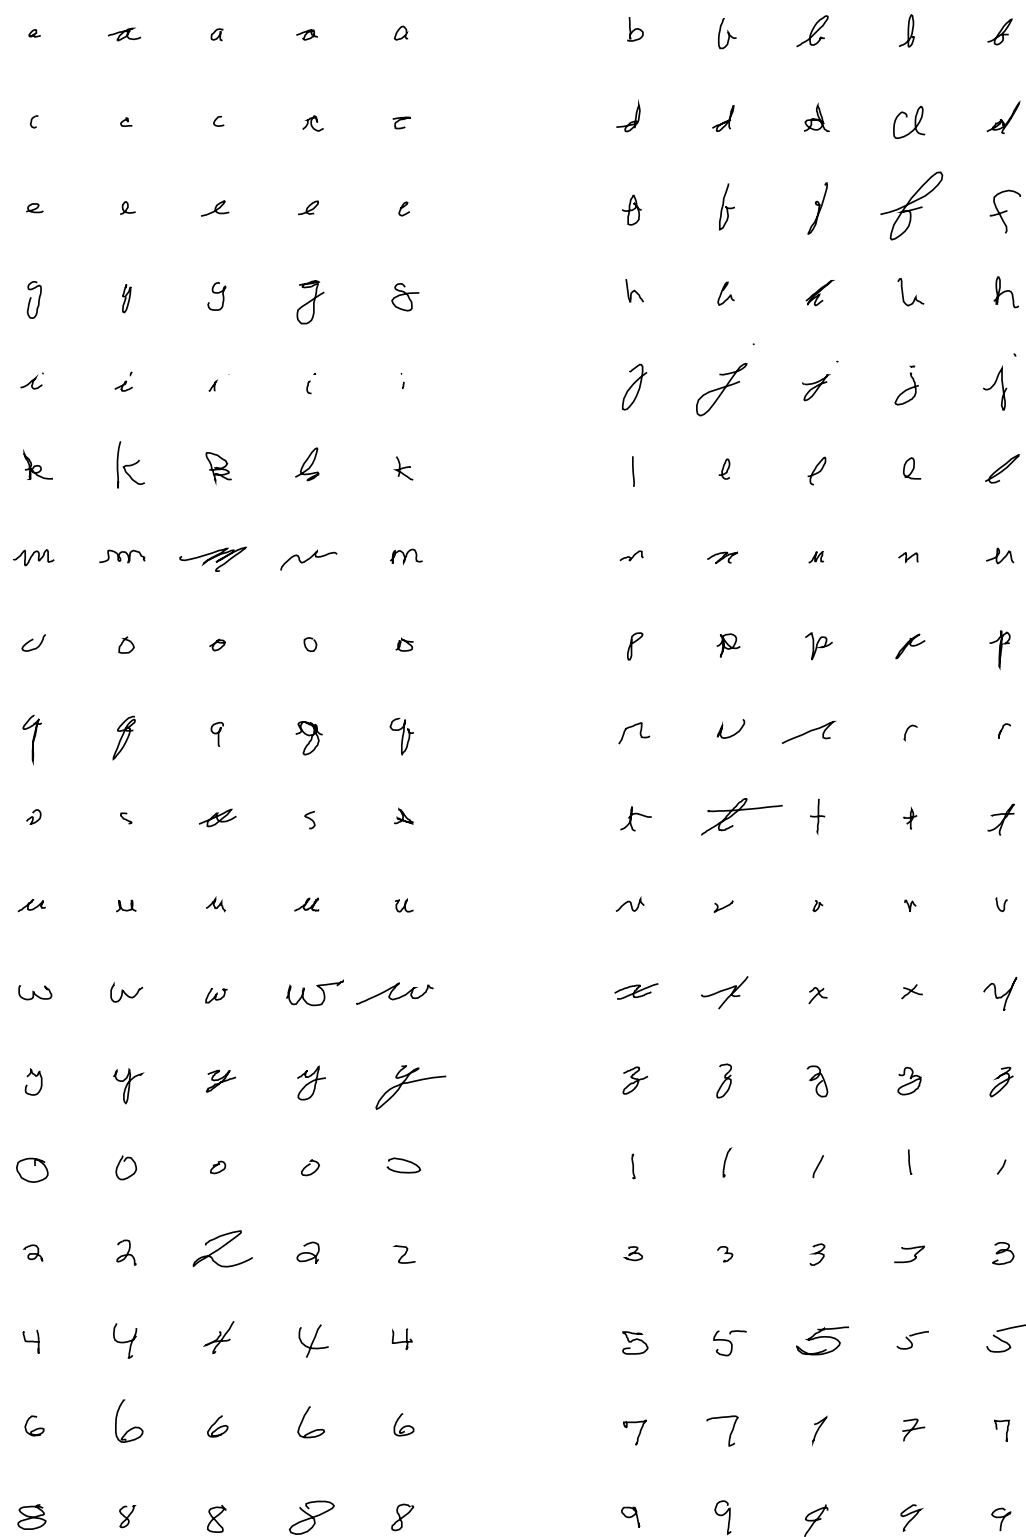 a a a a a b b b b b
c c c c c d d d d d
e e e e e f f f f f
g g g g g h h h h h
i i i i i j j j j j
k k k k k l l l l l
m m m m m n n n n n
o o o o o p p p p p
q q q q q r r r r r
s s s s s t t t t t
u u u u u v v v v v
w w w w w x x x x x
y y y y y z z z z z
0 0 0 0 0 1 1 1 1 1
2 2 2 2 2 3 3 3 3 3
4 4 4 4 4 5 5 5 5 5
6 6 6 6 6 7 7 7 7 7
8 8 8 8 8 9 9 9 9 9